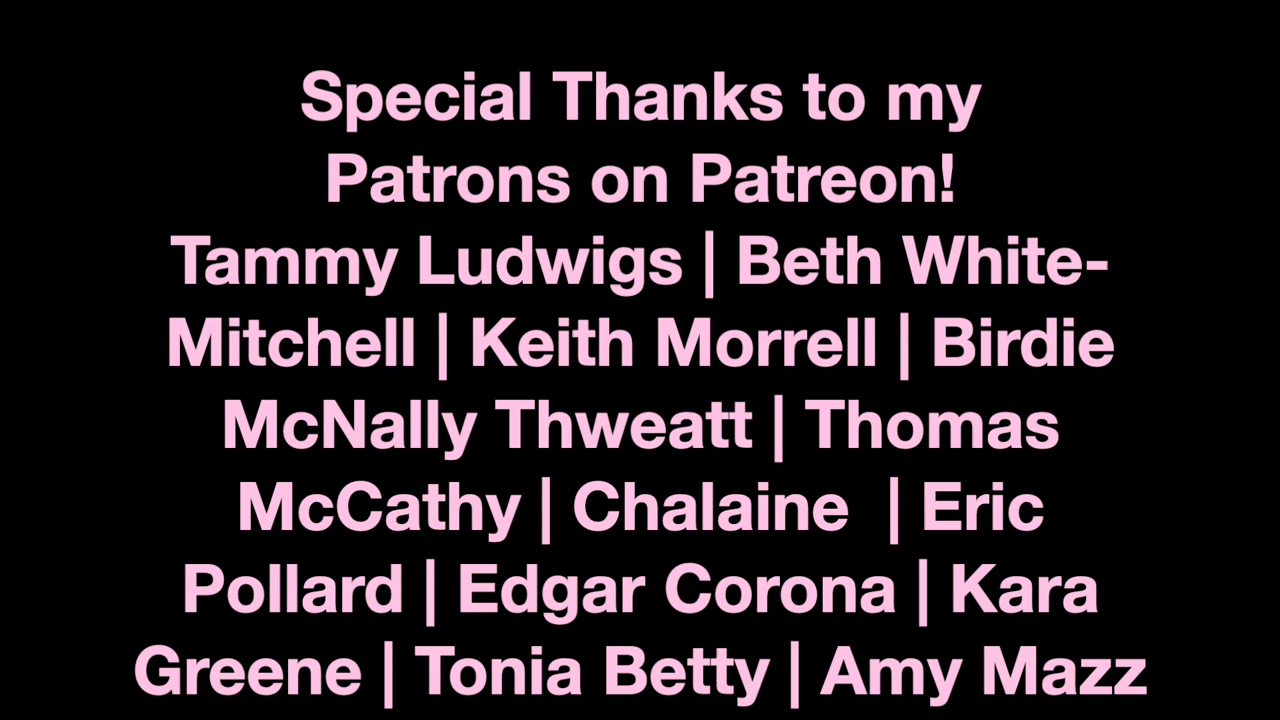 Special Thanks to my
Patrons on Patreon!
Tammy Ludwigs | Beth White-
Mitchell | Keith Morrell | Birdie
McNally Thweatt | Thomas
McCathy | Chalaine  | Eric
Pollard | Edgar Corona | Kara
Greene | Tonia Betty | Amy Mazz